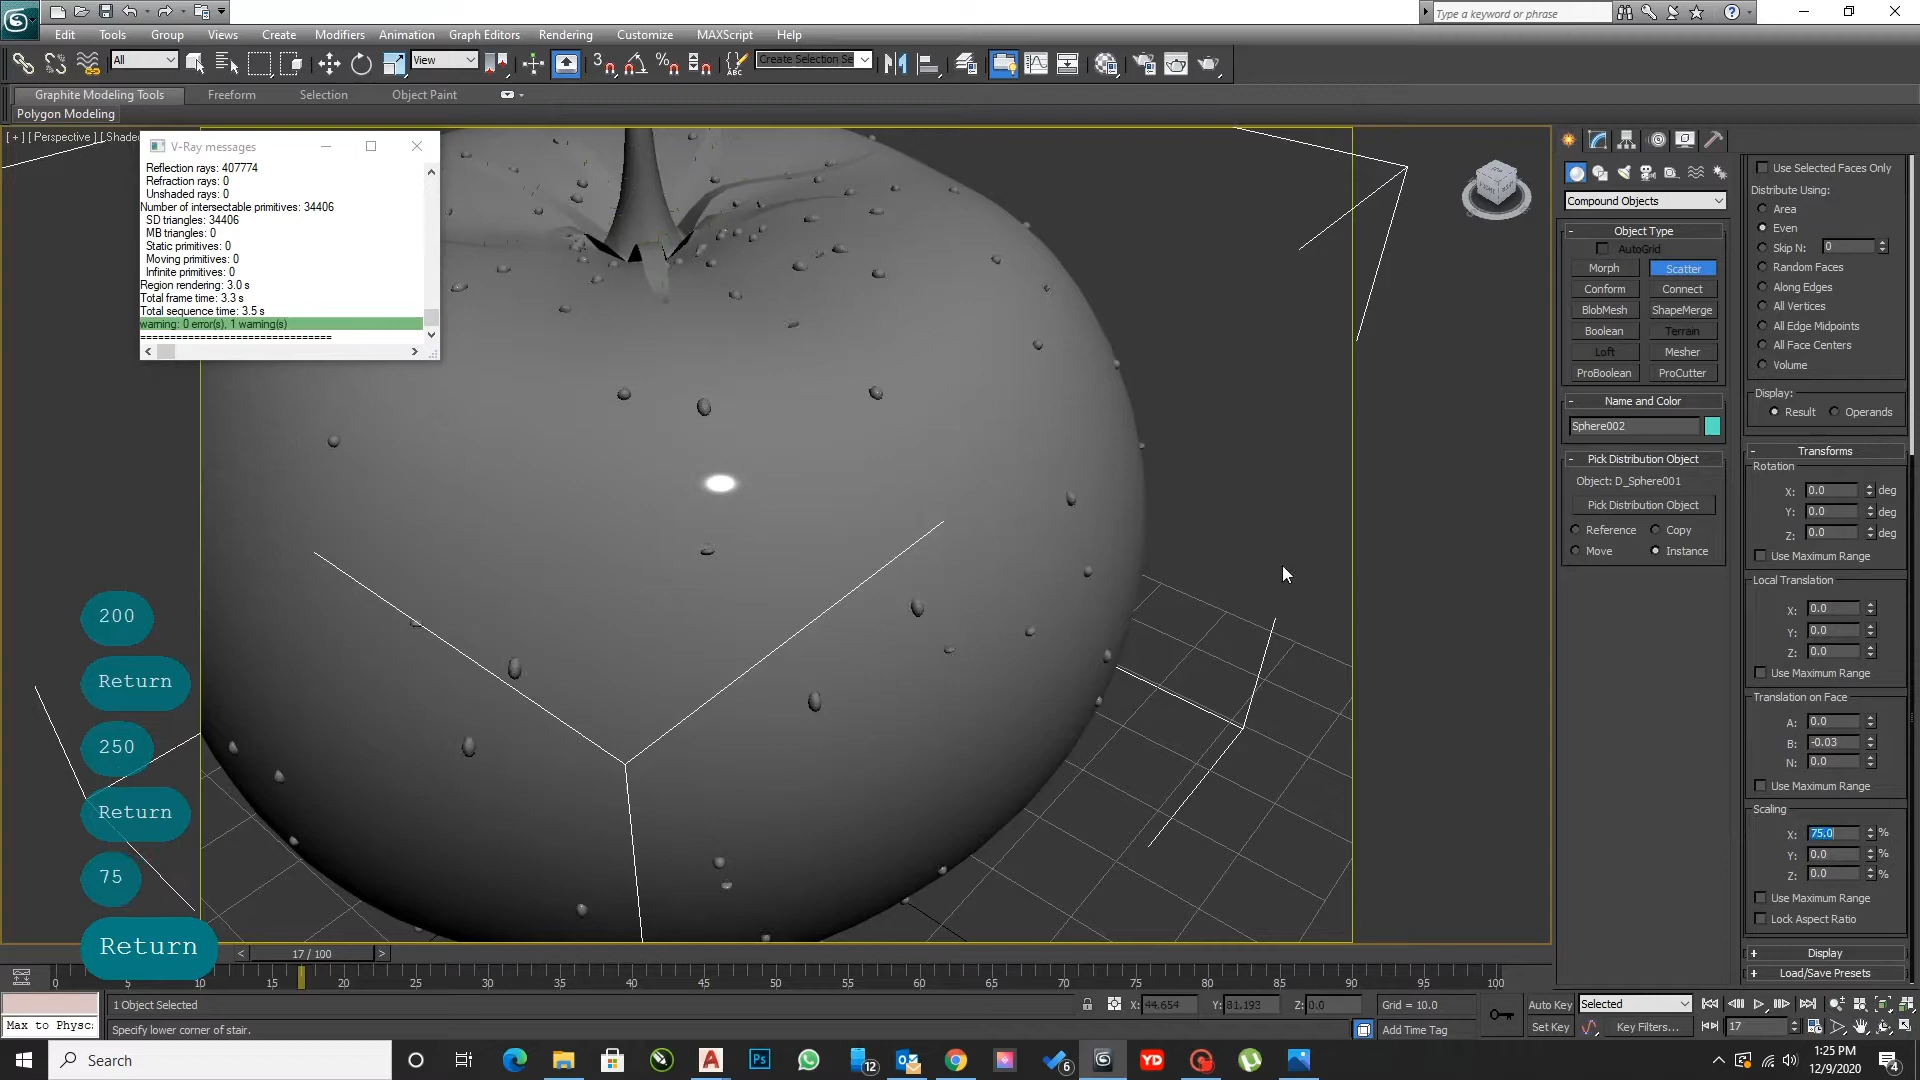 Type a keyword or phrase
Edit Tools Group Views Create Modifiers Animation Graph Editors Rendering Customize MAXScript Help
All
View
Create Selection Se
Graphite Modeling Tools Freeform Selection Object Paint
Polygon Modeling
[ + ] [ Perspective ] [ Shade
V-Ray messages
Reflection rays: 407774
Refraction rays: 0
Unshaded rays: 0
Number of intersectable primitives: 34406
SD triangles: 34406
MB triangles: 0
Static primitives: 0
Moving primitives: 0
Infinite primitives: 0
Region rendering: 3.0 s
Total frame time: 3.3 s
Total sequence time: 3.5 s
warning: 0 error(s), 1 warning(s)
================================
200
Return
250
Return
75
Return
Compound Objects
- Object Type
AutoGrid
Morph Scatter
Conform Connect
BlobMesh ShapeMerge
Boolean Terrain
Loft Mesher
ProBoolean ProCutter
- Name and Color
Sphere002
- Pick Distribution Object
Object: D_Sphere001
Pick Distribution Object
Reference Copy
Move Instance
Use Selected Faces Only
Distribute Using:
Area
Even
Skip N: 0
Random Faces
Along Edges
All Vertices
All Edge Midpoints
All Face Centers
Volume
Display:
Result Operands
- Transforms
Rotation
X: 0.0 deg
Y: 0.0 deg
Z: 0.0 deg
Use Maximum Range
Local Translation
X: 0.0
Y: 0.0
Z: 0.0
Use Maximum Range
Translation on Face
A: 0.0
B: -0.03
N: 0.0
Use Maximum Range
Scaling
X: 75.0 %
Y: 0.0 %
Z: 0.0 %
Use Maximum Range
Lock Aspect Ratio
+ Display
+ Load/Save Presets
< 17 / 100 >
0 5 10 15 20 25 30 35 40 45 50 55 60 65 70 75 80 85 90 95 100
1 Object Selected X: 44.654 Y: 81.193 Z: 0.0 Grid = 10.0 Auto Key Selected
Max to Physc: Specify lower corner of stair. Add Time Tag Set Key Key Filters... 17
Search
12
6
YD
1:25 PM
12/9/2020
4